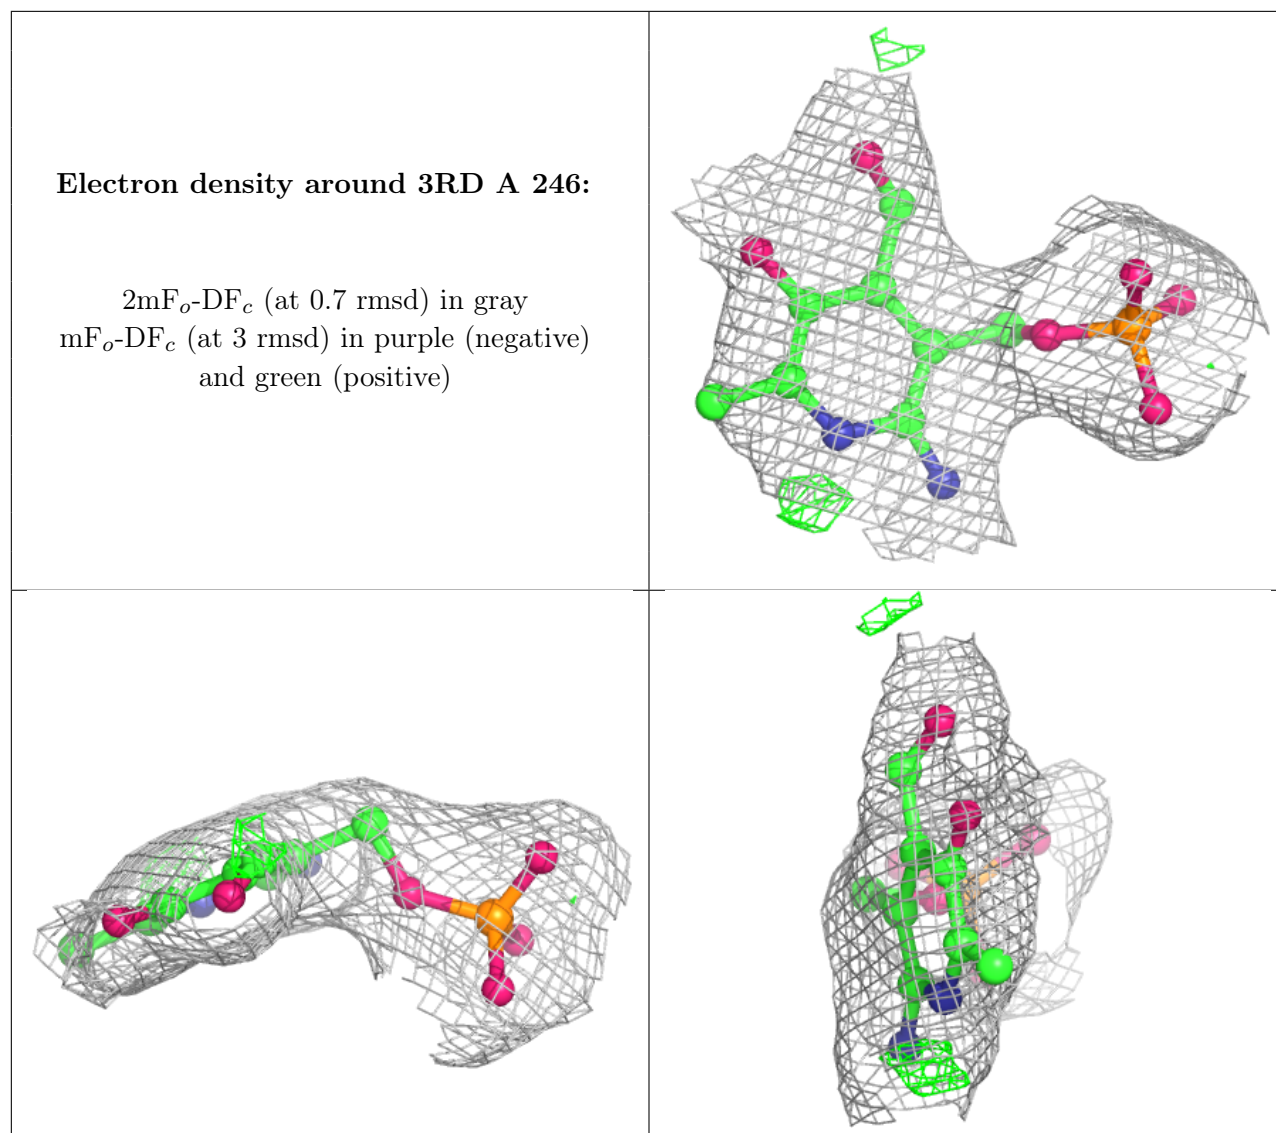 Electron density around 3RD A 246:
2mFo-DFc (at 0.7 rmsd) in gray
mFo-DFc (at 3 rmsd) in purple (negative)
and green (positive)